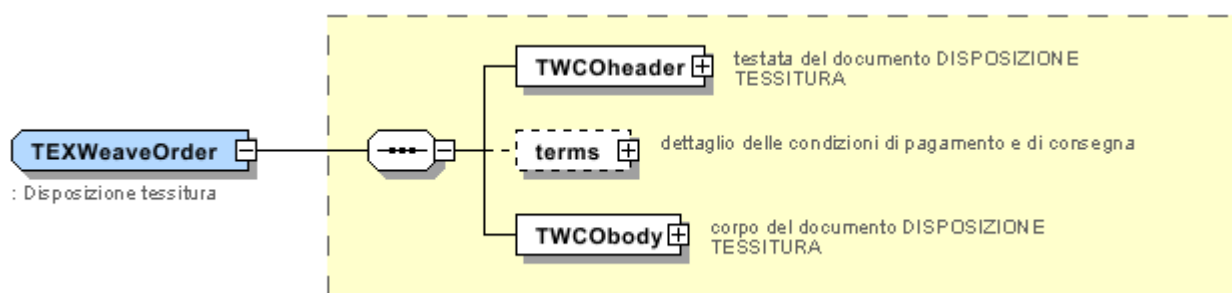 TWCOheader
testata del documento DISPOSIZIONE
TESSITURA
TEXWeaveOrder
: Disposizione tessitura
terms
dettaglio delle condizioni di pagamento e di consegna
TWCObody
corpo del documento DISPOSIZIONE
TESSITURA